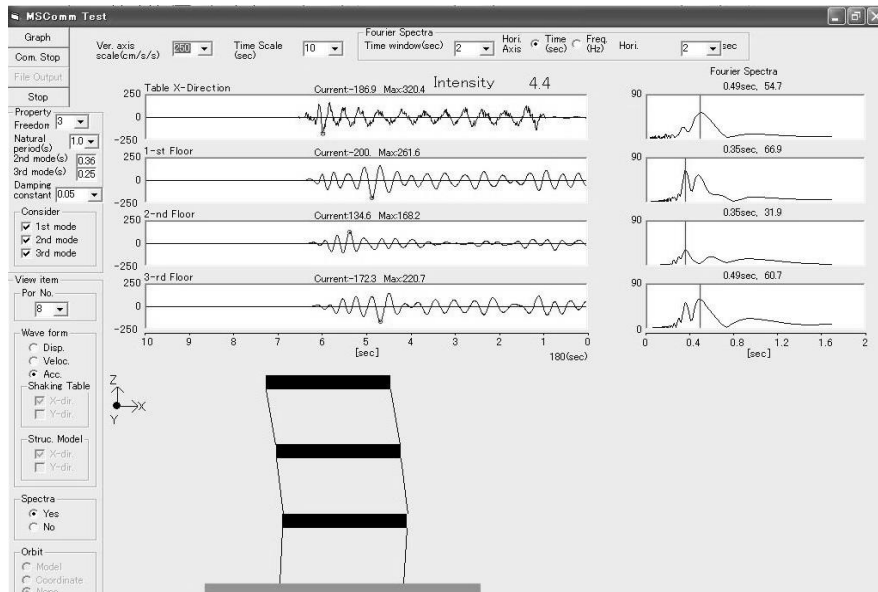 MSComm Test
Graph
Com. Stop
File Output
Stop
Ver. axis scale(cm/s/s) 250
Time Scale (sec) 10
Fourier Spectra
Time window(sec) 2
Hori. Axis Time (sec) Freq. (Hz)
Hori. 2 sec
Property
Freedom 3
Natural period(s) 1.0
2nd mode(s) 0.36
3rd mode(s) 0.25
Damping constant 0.05
Consider
1st mode
2nd mode
3rd mode
View item
Por No.
8
Wave form
Disp.
Veloc.
Acc.
Shaking Table
X-dir.
Y-dir.
Struc. Model
X-dir.
Y-dir.
Spectra
Yes
No
Orbit
Model
Coordinate
None
Table X-Direction Current:-186.9 Max:320.4 Intensity 4.4
250
0
-250
1-st Floor Current:-200. Max:261.6
250
0
-250
2-nd Floor Current:134.6 Max:168.2
250
0
-250
3-rd Floor Current:-172.3 Max:220.7
250
0
-250
10 9 8 7 6 5 4 3 2 1 0
[sec]
180(sec)
Fourier Spectra
0.49sec, 54.7
90
0.35sec, 66.9
90
0.35sec, 31.9
90
0.49sec, 60.7
90
0
0 0.4 0.8 1.2 1.6 2
[sec]
Z
X
Y